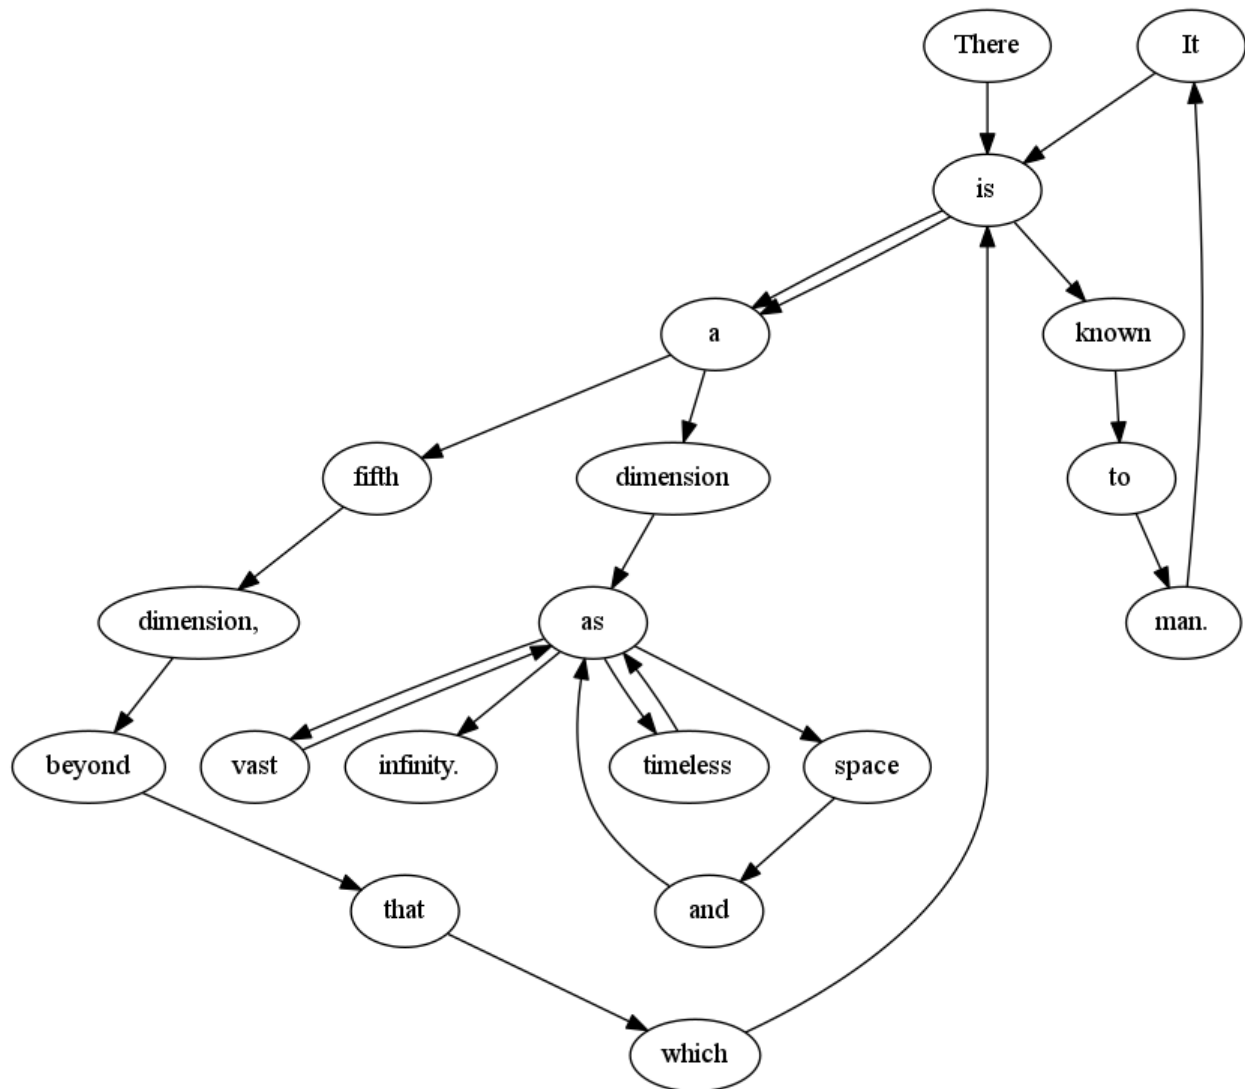 There
It
is
a
known
fifth
dimension
to
dimension,
as
man.
beyond
vast
infinity.
timeless
space
that
and
which